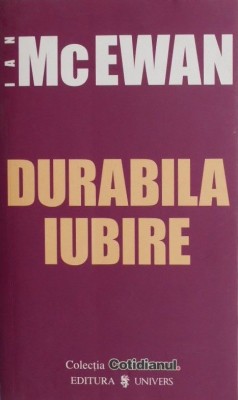 IAN
McEWAN
DURABILA
IUBIRE
Colecția Cotidianul.
EDITURA UNIVERS